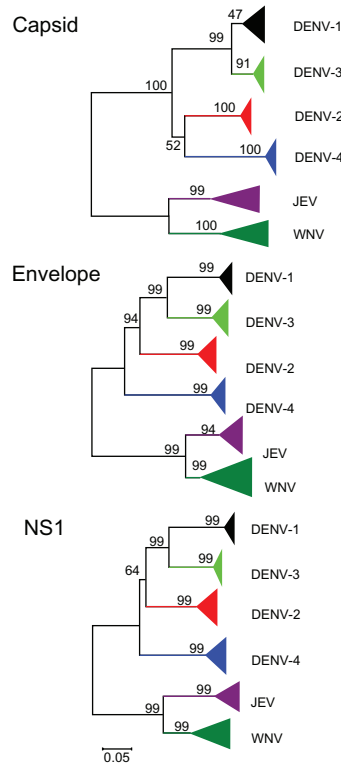 Capsid
47
DENV-1
99
91
DENV-3
100
100
DENV-2
52
100
DENV-4
99
JEV
100
WNV
Envelope
99
DENV-1
99
99
DENV-3
94
99
DENV-2
99
DENV-4
94
99
JEV
99
WNV
NS1
99
DENV-1
99
99
DENV-3
64
99
DENV-2
99
DENV-4
99
JEV
99
99
WNV
0.05